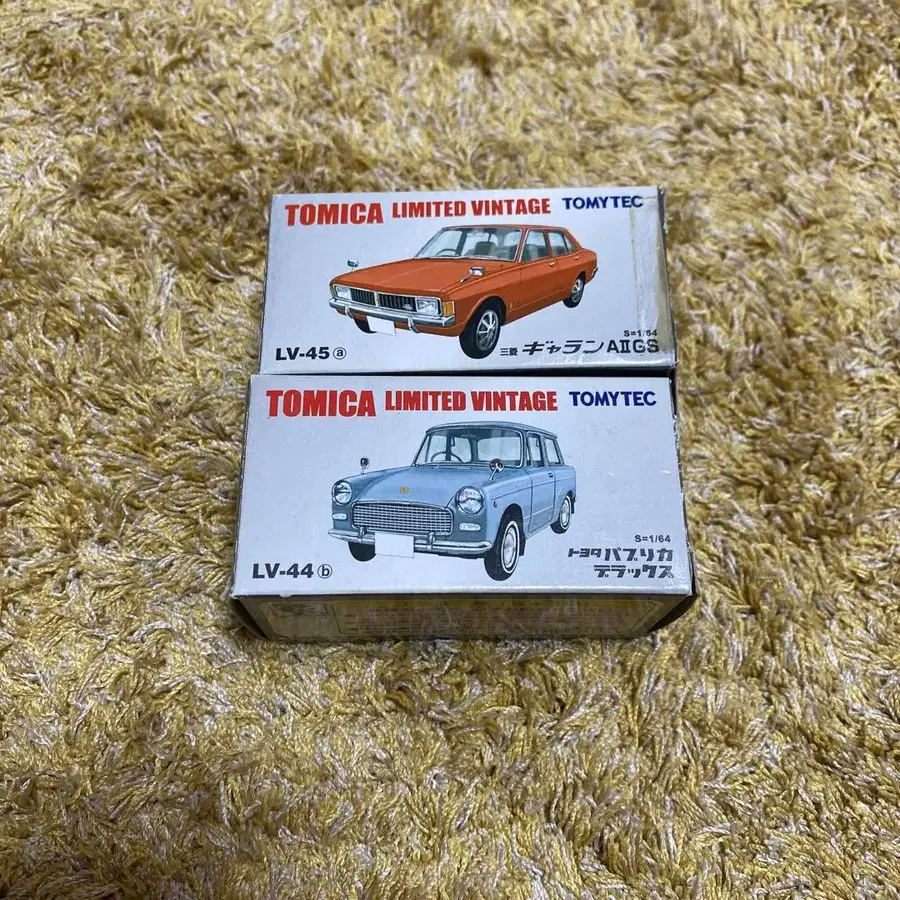 TOMICA LIMITED VINTAGE TOMYTEC
S=1/64
LV-45 ⓐ 三菱 ギャランAⅡGS
TOMICA LIMITED VINTAGE TOMYTEC
S=1/64
トヨタ パブリカ
LV-44 ⓑ デラックス